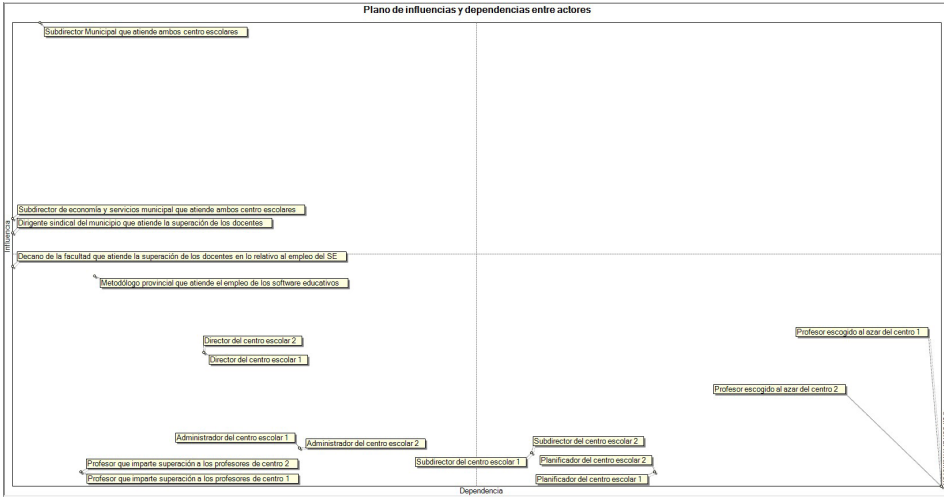 Plano de influencias y dependencias entre actores
Subdirector Municipal que atiende ambos centro escolares
Subdirector de economía y servicios municipal que atiende ambos centro escolares
Dirigente sindical del municipio que atiende la superación de los docentes
Influencia
Decano de la facultad que atiende la superación de los docentes en lo relativo al empleo del SE
Metodólogo provincial que atiende el empleo de los software educativos
Profesor escogido al azar del centro 1
Director del centro escolar 2
Director del centro escolar 1
Profesor escogido al azar del centro 2
Administrador del centro escolar 1
Administrador del centro escolar 2
Subdirector del centro escolar 2
Subdirector del centro escolar 1
Planificador del centro escolar 2
Profesor que imparte superación a los profesores de centro 2
Profesor que imparte superación a los profesores de centro 1
Planificador del centro escolar 1
Dependencia